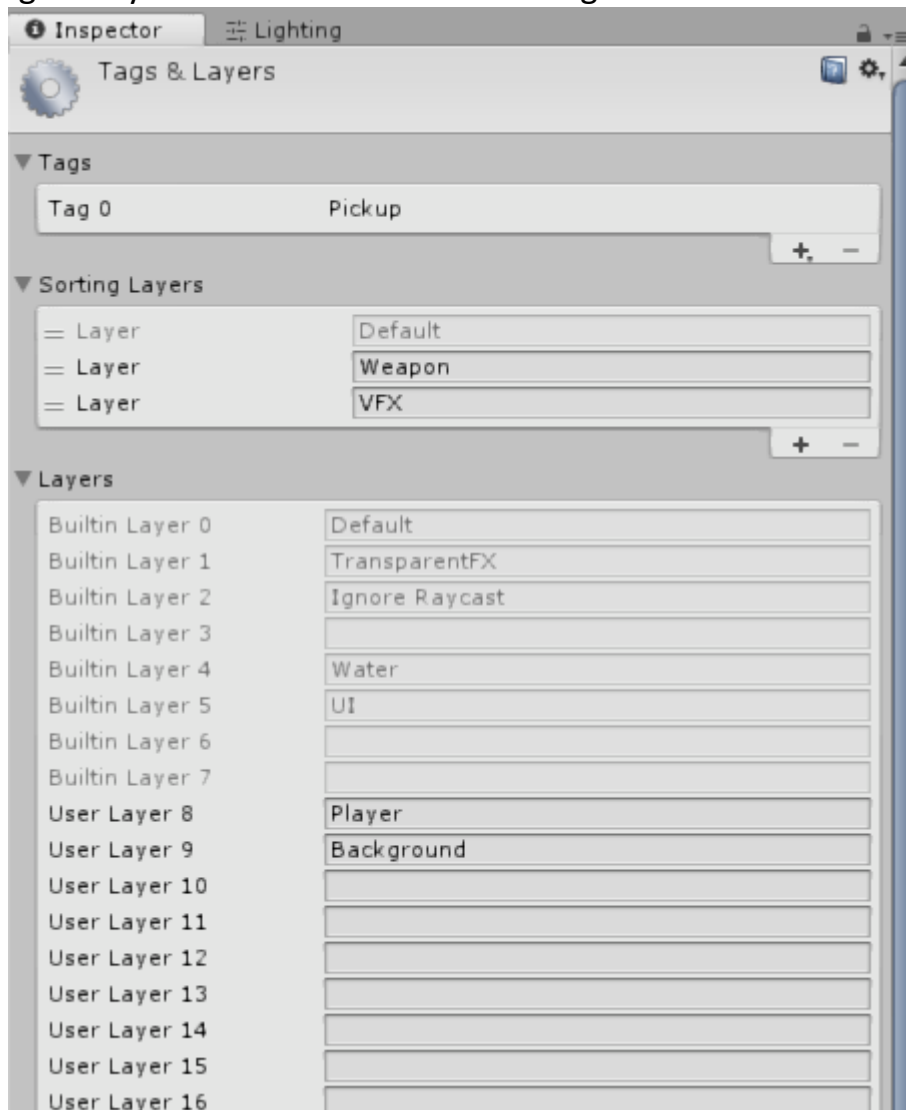 Inspector Lighting
Tags & Layers
Tags
Tag 0 Pickup
Sorting Layers
Layer Default
Layer Weapon
Layer VFX
Layers
Builtin Layer 0 Default
Builtin Layer 1 TransparentFX
Builtin Layer 2 Ignore Raycast
Builtin Layer 3
Builtin Layer 4 Water
Builtin Layer 5 UI
Builtin Layer 6
Builtin Layer 7
User Layer 8 Player
User Layer 9 Background
User Layer 10
User Layer 11
User Layer 12
User Layer 13
User Layer 14
User Layer 15
User Layer 16